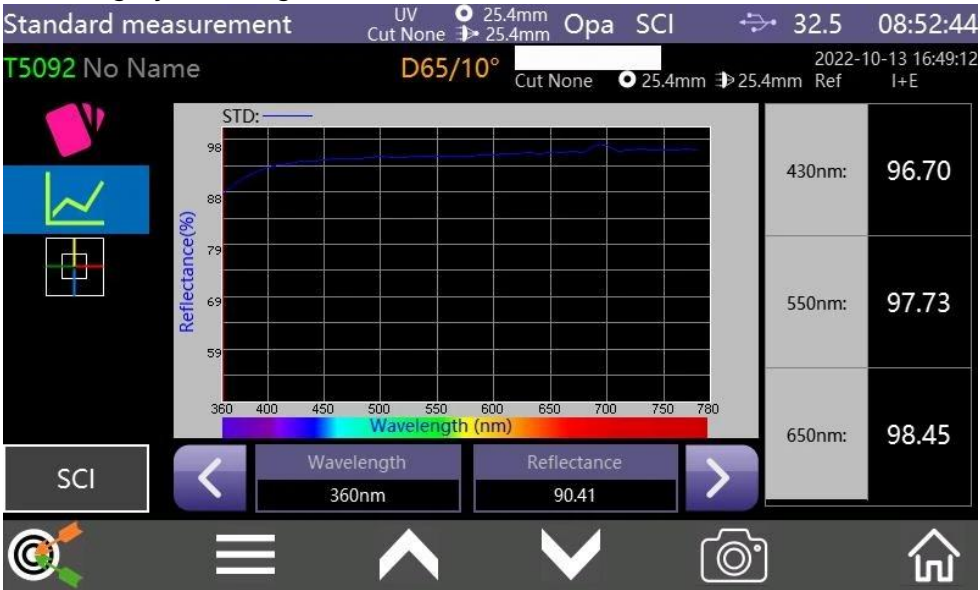 Standard measurement
UV
Cut None
25.4mm
25.4mm
Opa SCI
32.5
08:52:44
T5092 No Name
D65/10°
Cut None
25.4mm
25.4mm
2022-10-13 16:49:12
Ref
I+E
STD:
98
88
79
69
59
Reflectance(%)
360 400 450 500 550 600 650 700 750 780
Wavelength (nm)
430nm: 96.70
550nm: 97.73
650nm: 98.45
SCI
Wavelength
360nm
Reflectance
90.41